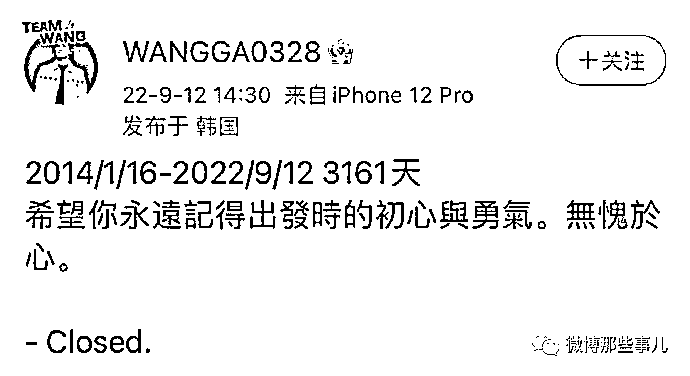 TEAM
WANG
WANGGA0328
+关注
22-9-12 14:30 来自 iPhone 12 Pro
发布于 韩国
2014/1/16-2022/9/12 3161天
希望你永遠記得出發時的初心與勇氣。無愧於
心。
- Closed.
微博那些事儿